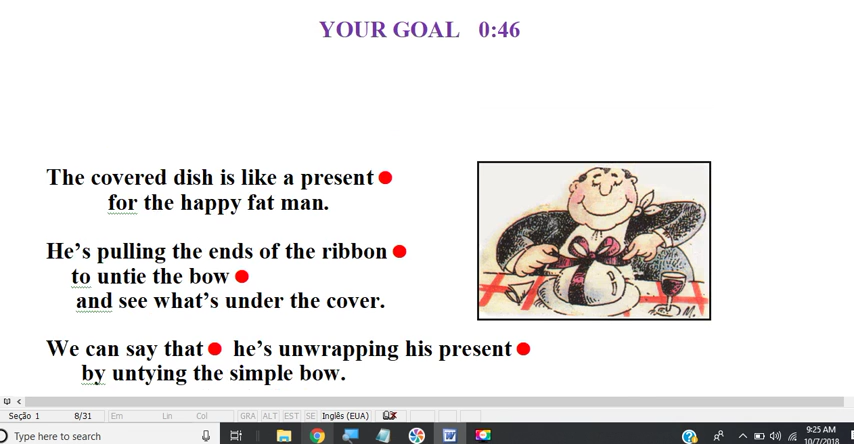 YOUR GOAL 0:46
The covered dish is like a present
for the happy fat man.
He's pulling the ends of the ribbon
to untie the bow
and see what's under the cover.
We can say that he's unwrapping his present
by untying the simple bow.
Seção 1 8/31 Em Lin Col GRA ALT EST SE Inglês (EUA)
Type here to search
9:25 AM
10/7/2018